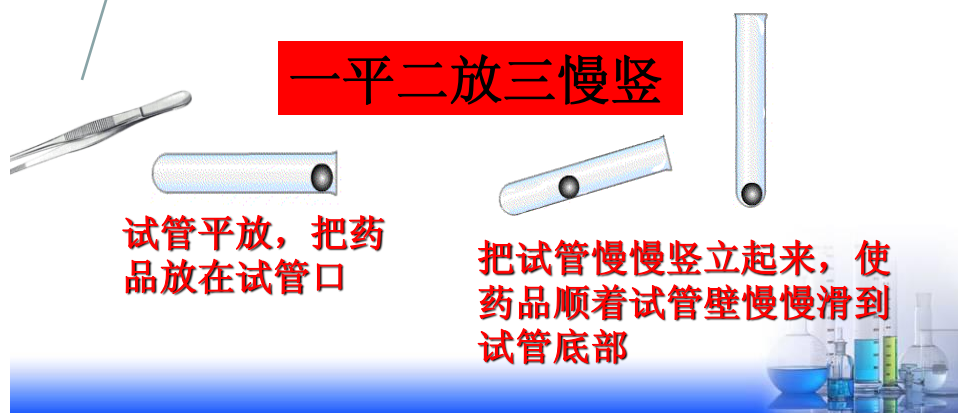 一平二放三慢竖
试管平放，把药
品放在试管口
把试管慢慢竖立起来，使
药品顺着试管壁慢慢滑到
试管底部